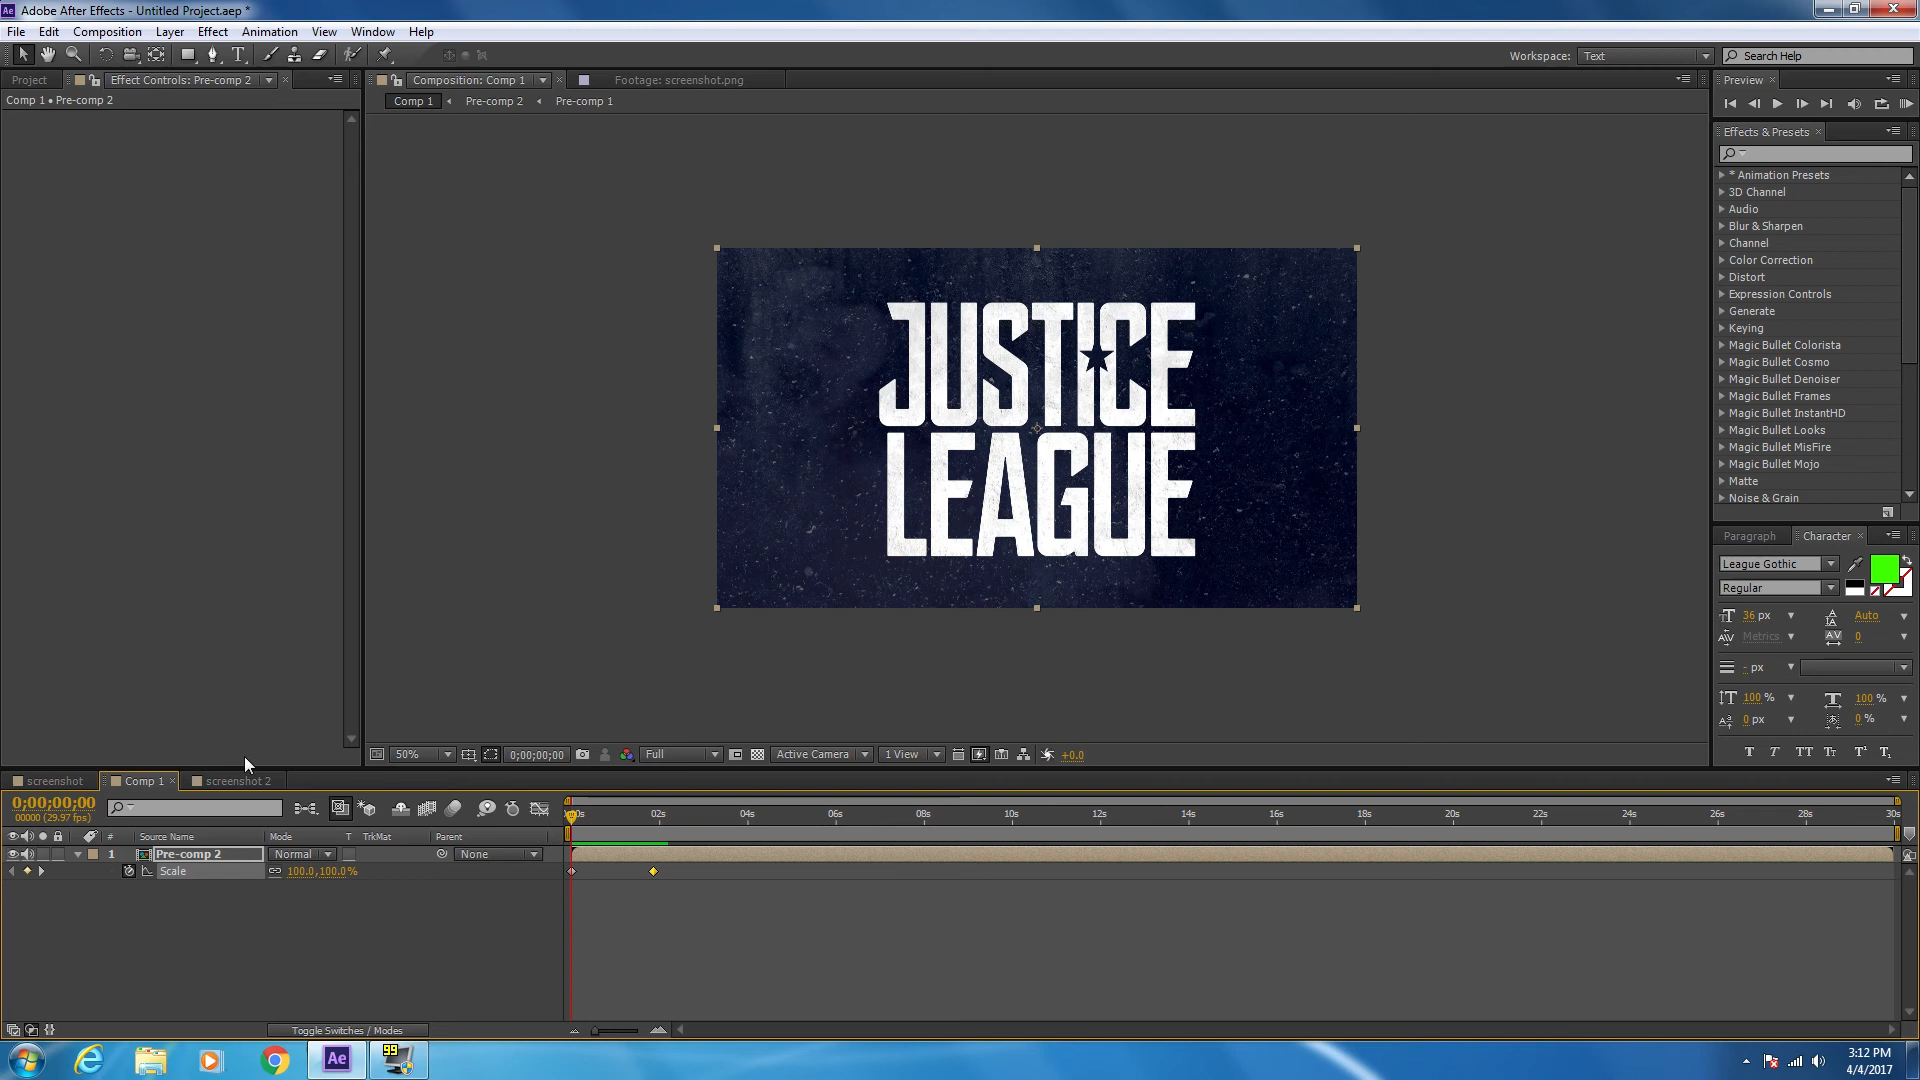 Adobe After Effects - Untitled Project.aep *
File Edit Composition Layer Effect Animation View Window Help
Workspace: Text Search Help
Project Effect Controls: Pre-comp 2 Composition: Comp 1 Footage: screenshot.png Preview
Comp 1 • Pre-comp 2
Comp 1 Pre-comp 2 Pre-comp 1
JUSTICE
LEAGUE
Effects & Presets
* Animation Presets
3D Channel
Audio
Blur & Sharpen
Channel
Color Correction
Distort
Expression Controls
Generate
Keying
Magic Bullet Colorista
Magic Bullet Cosmo
Magic Bullet Denoiser
Magic Bullet Frames
Magic Bullet InstantHD
Magic Bullet Looks
Magic Bullet MisFire
Magic Bullet Mojo
Matte
Noise & Grain
Paragraph Character
League Gothic
Regular
36 px Auto
Metrics 0
- px
100 % 100 %
0 px 0 %
T T TT Tt T¹ T₁
50% 0;00;00;00 Full Active Camera 1 View +0.0
screenshot Comp 1 screenshot 2
0;00;00;00
00000 (29.97 fps)
02s 04s 06s 08s 10s 12s 14s 16s 18s 20s 22s 24s 26s 28s 30s
# Source Name Mode T TrkMat Parent
1 Pre-comp 2 Normal None
Scale 100.0,100.0%
Toggle Switches / Modes
Ae
99
3:12 PM
4/4/2017